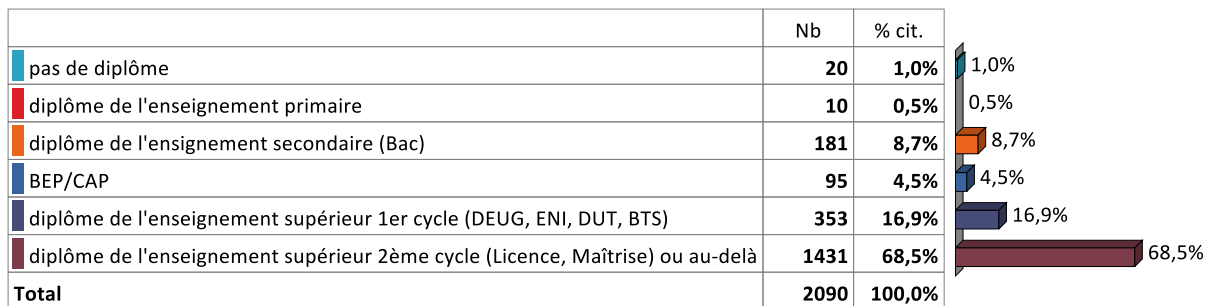 Nb % cit.
pas de diplôme 20 1,0% 1,0%
diplôme de l'enseignement primaire 10 0,5% 0,5%
diplôme de l'ensignement secondaire (Bac) 181 8,7% 8,7%
BEP/CAP 95 4,5% 4,5%
diplôme de l'enseignement supérieur 1er cycle (DEUG, ENI, DUT, BTS) 353 16,9% 16,9%
diplôme de l'enseignement supérieur 2ème cycle (Licence, Maîtrise) ou au-delà 1431 68,5% 68,5%
Total 2090 100,0%